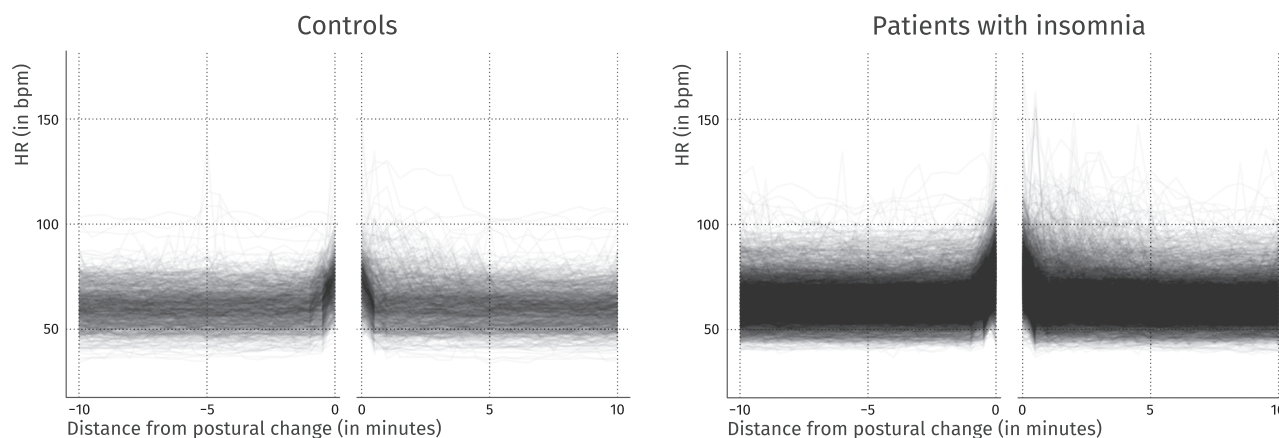 Controls
HR (in bpm)
150
100
50
−10 −5 0 0 5 10
Distance from postural change (in minutes)
Patients with insomnia
HR (in bpm)
150
100
50
−10 −5 0 0 5 10
Distance from postural change (in minutes)